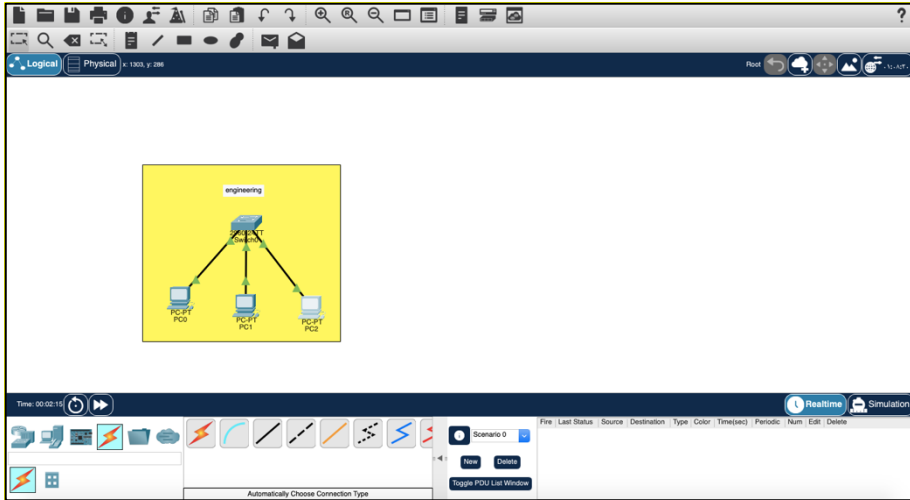 ?
Logical
Physical
x: 1303, y: 286
Root
engineering
2960-24TT
Switch0
PC-PT
PC0
PC-PT
PC1
PC-PT
PC2
Time: 00:02:15
Realtime
Simulation
Scenario 0
New
Delete
Toggle PDU List Window
Fire
Last Status
Source
Destination
Type
Color
Time(sec)
Periodic
Num
Edit
Delete
Automatically Choose Connection Type